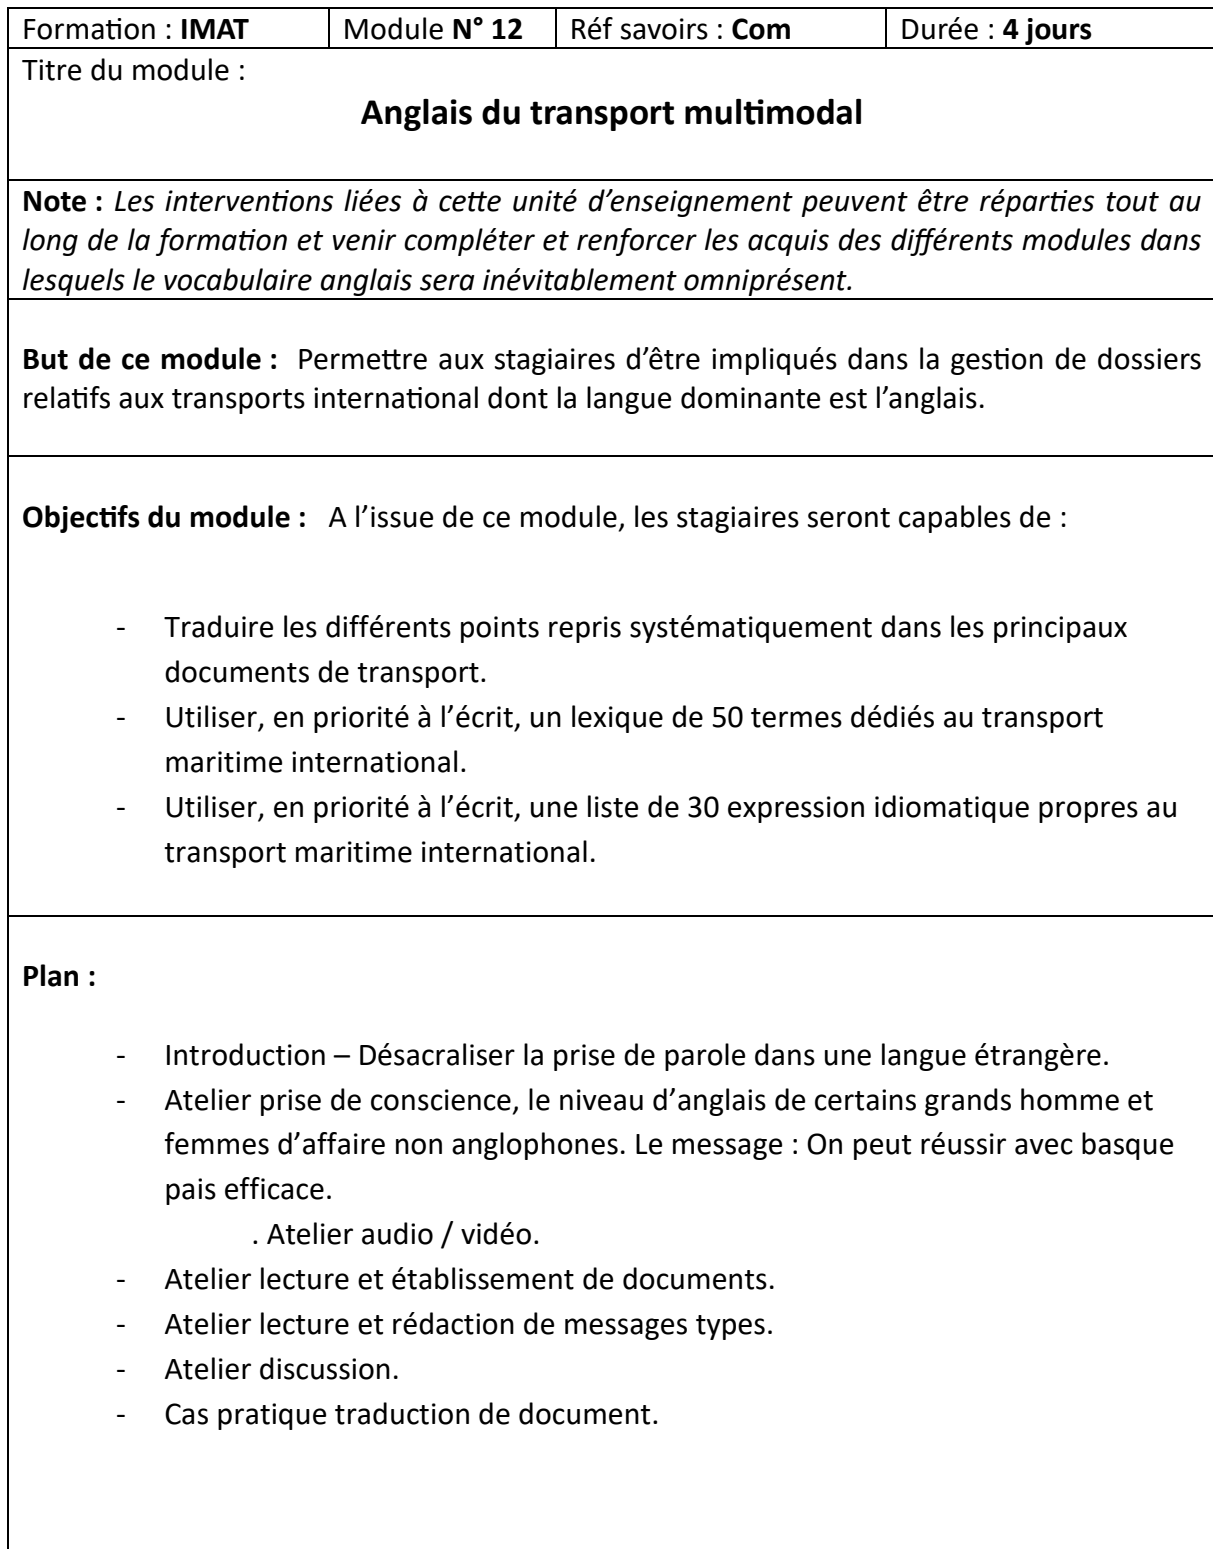 Formation : IMAT Module N° 12 Réf savoirs : Com Durée : 4 jours
Titre du module :
Anglais du transport multimodal
Note : Les interventions liées à cette unité d’enseignement peuvent être réparties tout au
long de la formation et venir compléter et renforcer les acquis des différents modules dans
lesquels le vocabulaire anglais sera inévitablement omniprésent.
But de ce module : Permettre aux stagiaires d’être impliqués dans la gestion de dossiers
relatifs aux transports international dont la langue dominante est l’anglais.
Objectifs du module : A l’issue de ce module, les stagiaires seront capables de :
- Traduire les différents points repris systématiquement dans les principaux
documents de transport.
- Utiliser, en priorité à l’écrit, un lexique de 50 termes dédiés au transport
maritime international.
- Utiliser, en priorité à l’écrit, une liste de 30 expression idiomatique propres au
transport maritime international.
Plan :
- Introduction – Désacraliser la prise de parole dans une langue étrangère.
- Atelier prise de conscience, le niveau d’anglais de certains grands homme et
femmes d’affaire non anglophones. Le message : On peut réussir avec basque
pais efficace.
. Atelier audio / vidéo.
- Atelier lecture et établissement de documents.
- Atelier lecture et rédaction de messages types.
- Atelier discussion.
- Cas pratique traduction de document.